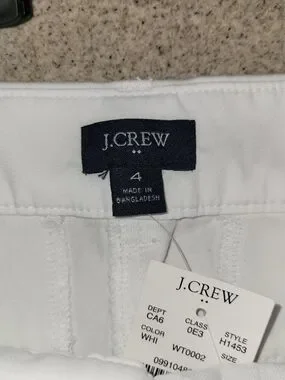 J.CREW
4
MADE IN
BANGLADESH
J.CREW
DEPT CLASS STYLE
CA6 0E3 H1453
COLOR SIZE
WHI WT0002